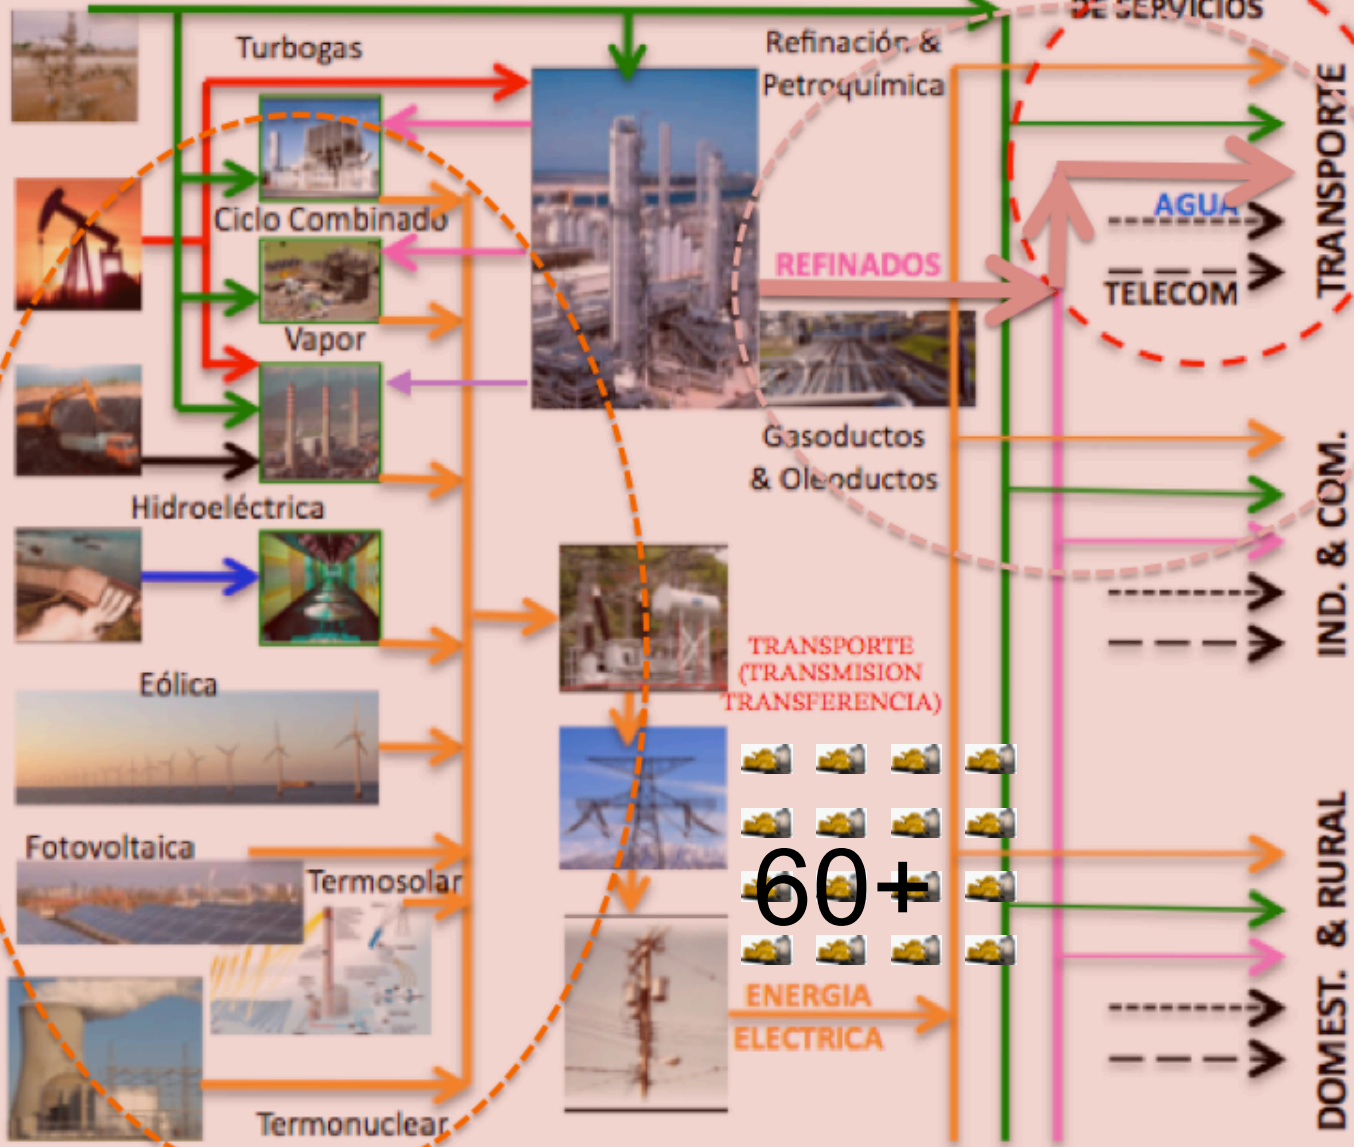 DE SERVICIOS
Turbogas
Refinación &
Petroquímica
TRANSPORTE
AGUA
Ciclo Combinado
REFINADOS
TELECOM
Vapor
Gasoductos
& Oleoductos
IND. & COM.
Hidroeléctrica
TRANSPORTE
(TRANSMISION
TRANSFERENCIA)
Eólica
Fotovoltaica
60+
Termosolar
DOMEST. & RURAL
ENERGIA
ELECTRICA
Termonuclear